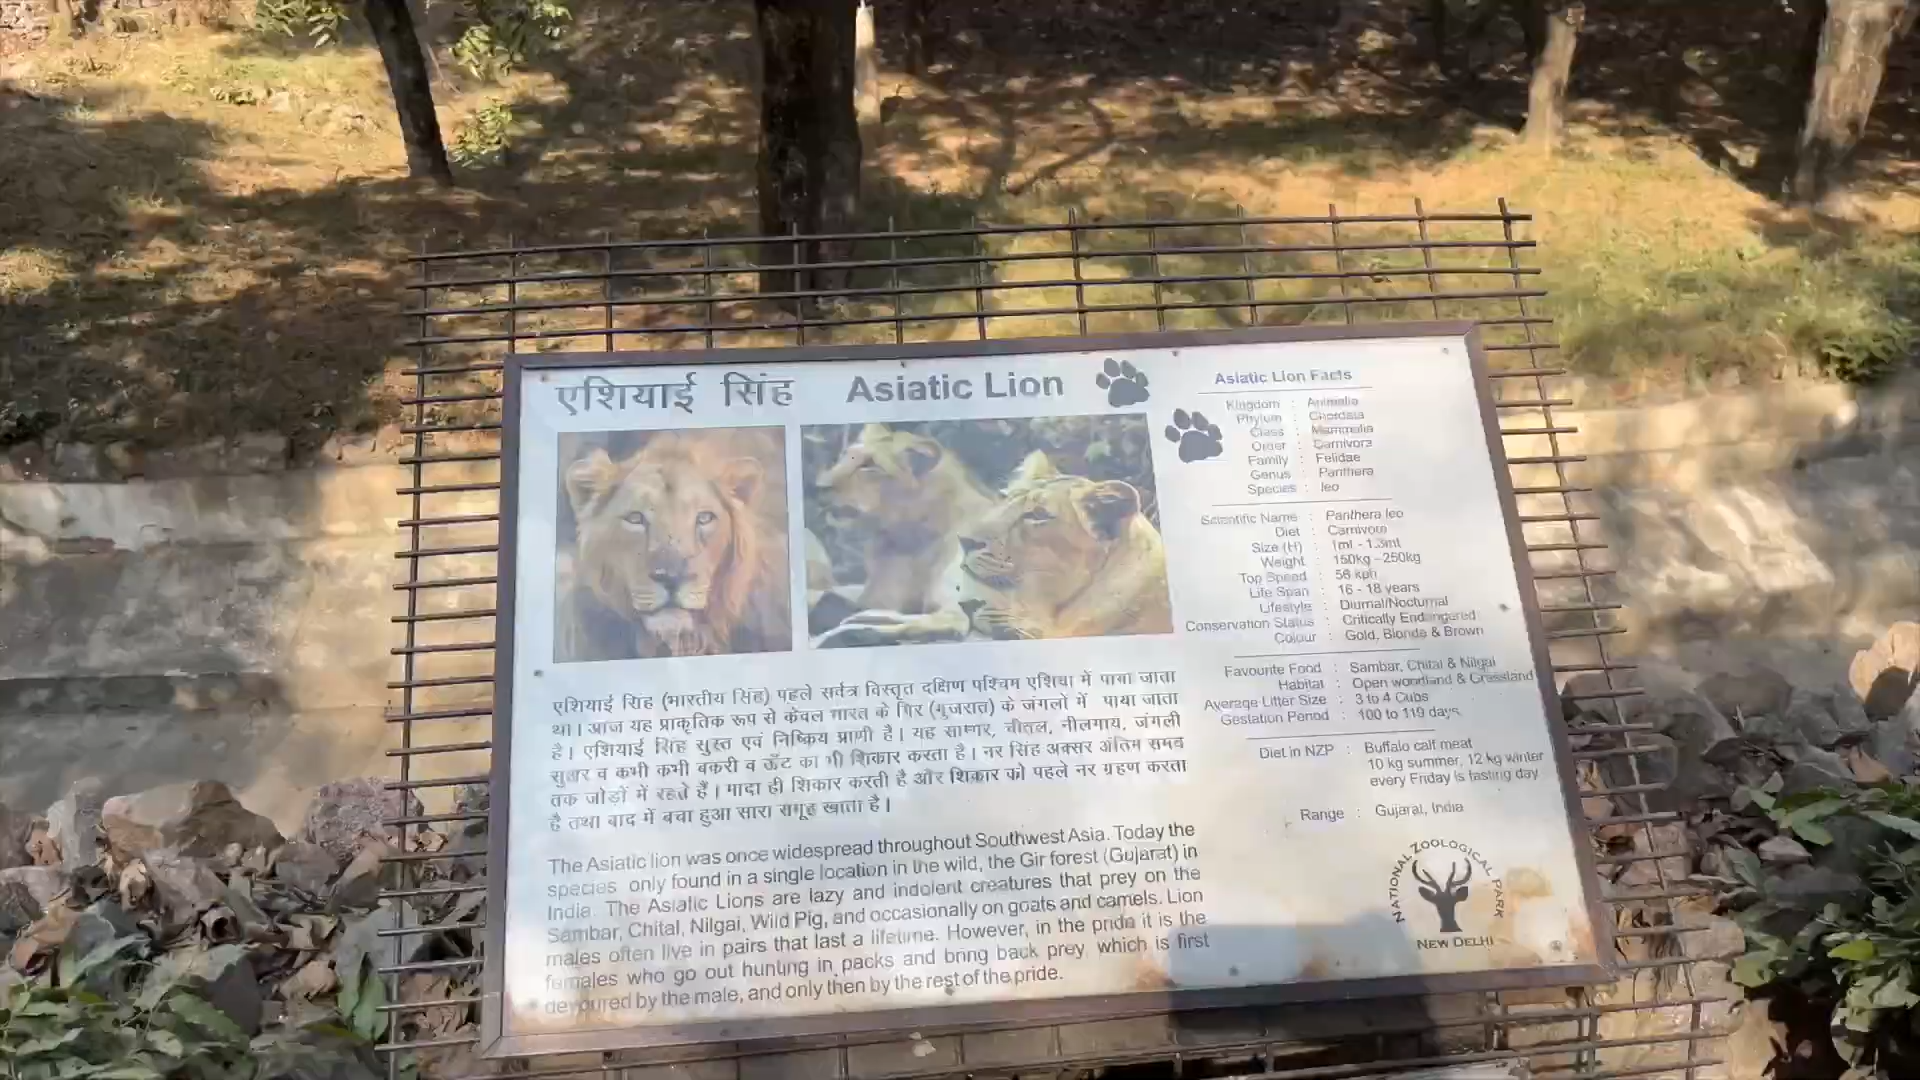 एशियाई सिंह Asiatic Lion
एशियाई सिंह (भारतीय सिंह) पहले सर्वत्र विस्तृत दक्षिण पश्चिम एशिया में पाया जाता
था। आज यह प्राकृतिक रूप से केवल भारत के गिर (गुजरात) के जंगलों में पाया जाता
है। एशियाई सिंह सुस्त एवं निष्क्रिय प्राणी है। यह साम्भर, चीतल, नीलगाय, जंगली
सुअर व कभी कभी बकरी व ऊँट का भी शिकार करता है। नर सिंह अक्सर अंतिम समय
तक जोड़ों में रहते हैं। मादा ही शिकार करती है और शिकार को पहले नर ग्रहण करता
है तथा बाद में बचा हुआ सारा समूह खाता है।
The Asiatic lion was once widespread throughout Southwest Asia. Today the
species only found in a single location in the wild, the Gir forest (Gujarat) in
India. The Asiatic Lions are lazy and indolent creatures that prey on the
Sambar, Chital, Nilgai, Wild Pig, and occasionally on goats and camels. Lion
males often live in pairs that last a lifetime. However, in the pride it is the
females who go out hunting in packs and bring back prey which is first
devoured by the male, and only then by the rest of the pride.
Asiatic Lion Facts
Kingdom : Animalia
Phylum : Chordata
Class : Mammalia
Order : Carnivora
Family : Felidae
Genus : Panthera
Species : leo
Scientific Name : Panthera leo
Diet : Carnivore
Size (H) : 1mt - 1.3mt
Weight : 150kg - 250kg
Top Speed : 56 kph
Life Span : 16 - 18 years
Lifestyle : Diurnal/Nocturnal
Conservation Status : Critically Endangered
Colour : Gold, Blonde & Brown
Favourite Food : Sambar, Chital & Nilgai
Habitat : Open woodland & Grassland
Average Litter Size : 3 to 4 Cubs
Gestation Period : 100 to 119 days
Diet in NZP : Buffalo calf meat
10 kg summer, 12 kg winter
every Friday is fasting day
Range : Gujarat, India
NATIONAL ZOOLOGICAL PARK
NEW DELHI